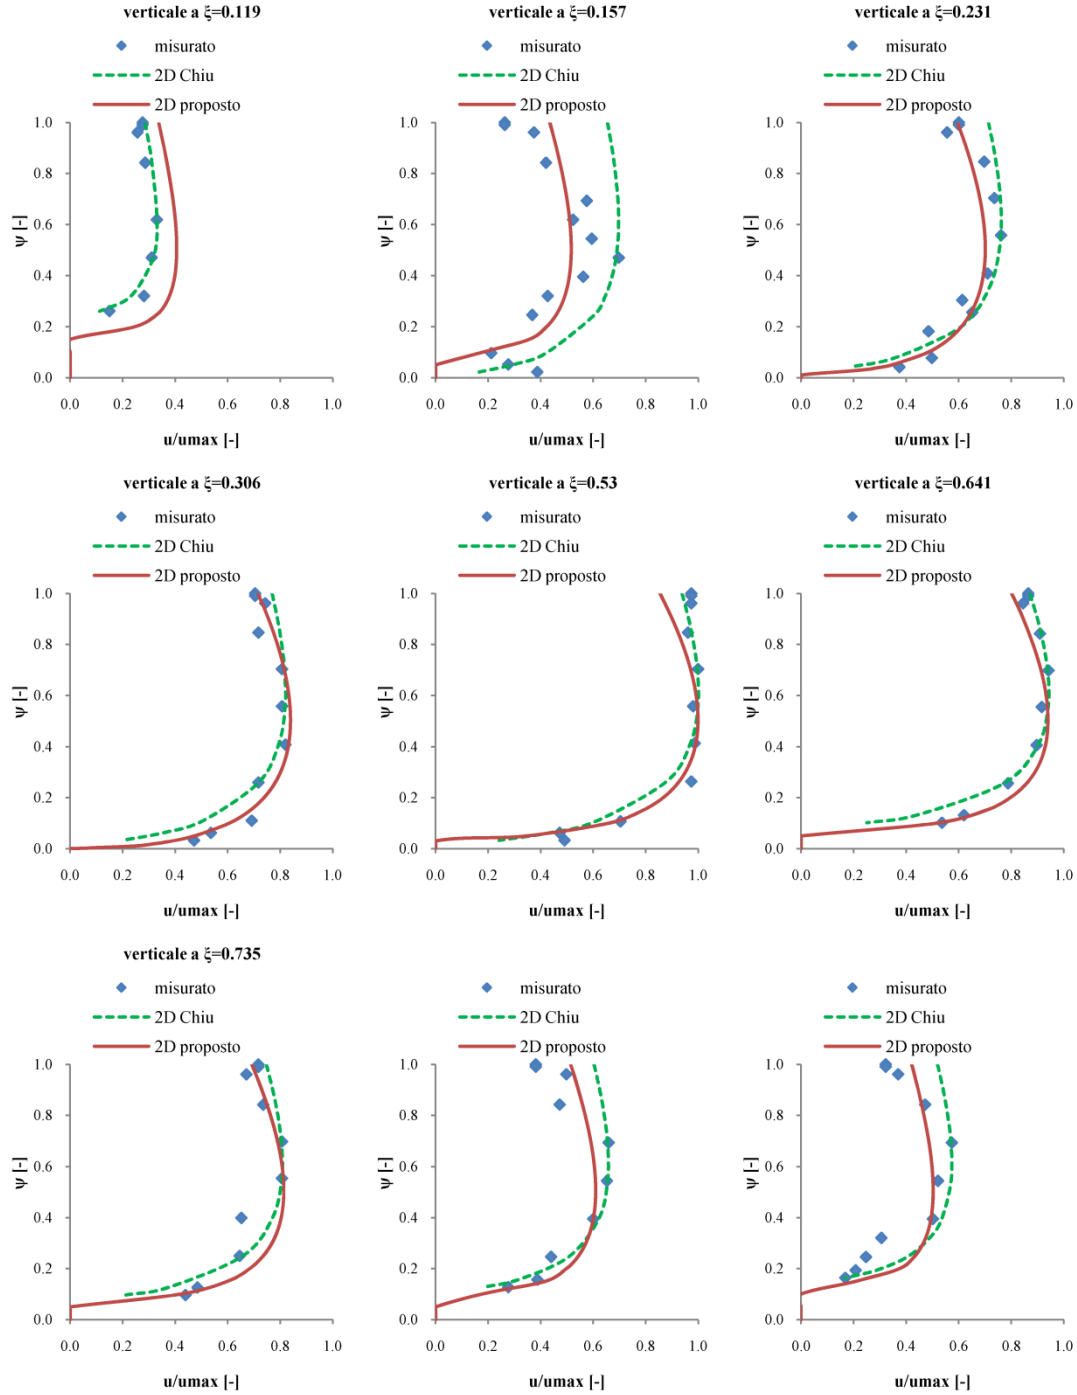 verticale a ξ=0.119
misurato
2D Chiu
2D proposto
1.0
0.8
0.6
0.4
0.2
0.0
ψ [-]
0.0 0.2 0.4 0.6 0.8 1.0
u/umax [-]
verticale a ξ=0.157
misurato
2D Chiu
2D proposto
1.0
0.8
0.6
0.4
0.2
0.0
ψ [-]
0.0 0.2 0.4 0.6 0.8 1.0
u/umax [-]
verticale a ξ=0.231
misurato
2D Chiu
2D proposto
1.0
0.8
0.6
0.4
0.2
0.0
ψ [-]
0.0 0.2 0.4 0.6 0.8 1.0
u/umax [-]
verticale a ξ=0.306
misurato
2D Chiu
2D proposto
1.0
0.8
0.6
0.4
0.2
0.0
ψ [-]
0.0 0.2 0.4 0.6 0.8 1.0
u/umax [-]
verticale a ξ=0.53
misurato
2D Chiu
2D proposto
1.0
0.8
0.6
0.4
0.2
0.0
ψ [-]
0.0 0.2 0.4 0.6 0.8 1.0
u/umax [-]
verticale a ξ=0.641
misurato
2D Chiu
2D proposto
1.0
0.8
0.6
0.4
0.2
0.0
ψ [-]
0.0 0.2 0.4 0.6 0.8 1.0
u/umax [-]
verticale a ξ=0.735
misurato
2D Chiu
2D proposto
1.0
0.8
0.6
0.4
0.2
0.0
ψ [-]
0.0 0.2 0.4 0.6 0.8 1.0
u/umax [-]
misurato
2D Chiu
2D proposto
1.0
0.8
0.6
0.4
0.2
0.0
ψ [-]
0.0 0.2 0.4 0.6 0.8 1.0
u/umax [-]
misurato
2D Chiu
2D proposto
1.0
0.8
0.6
0.4
0.2
0.0
ψ [-]
0.0 0.2 0.4 0.6 0.8 1.0
u/umax [-]